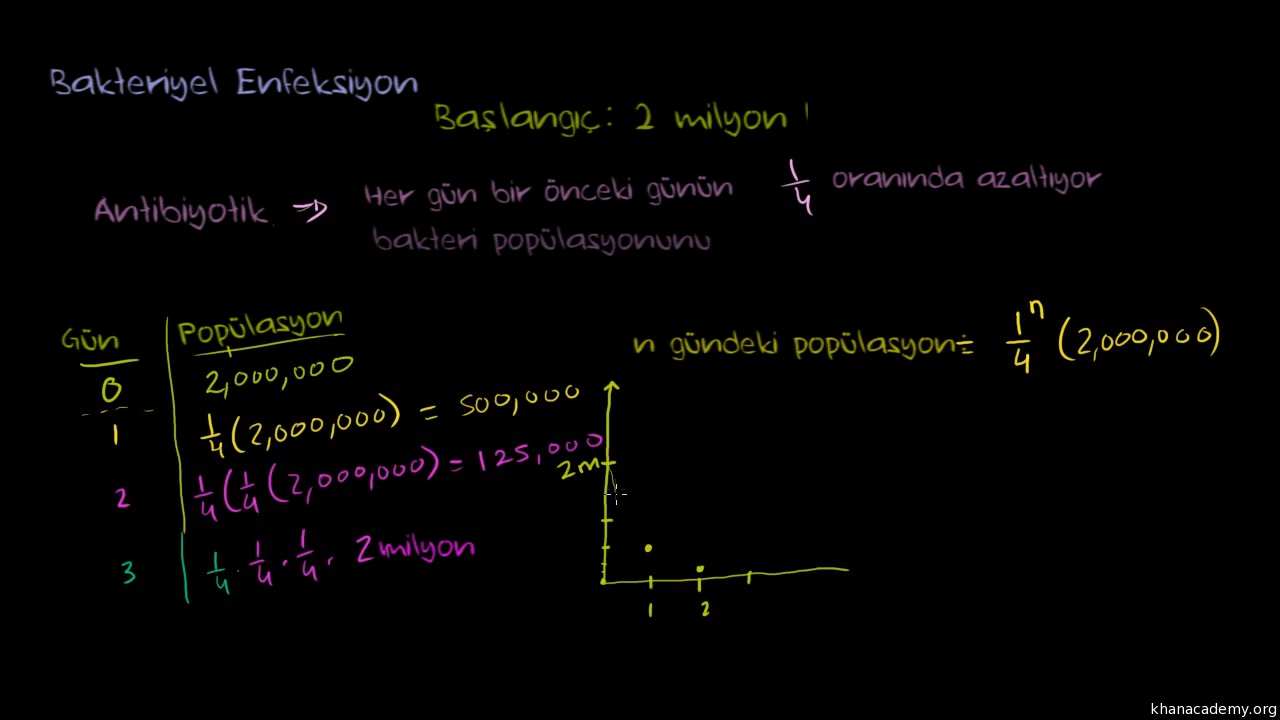 Bakteriyel Enfeksiyon
Başlangıç: 2 milyon
Antibiyotik → Her gün bir önceki günün 1/4 oranında azaltıyor
bakteri popülasyonunu
Gün Popülasyon
0 2,000,000
1 1/4 (2,000,000) = 500,000
2 1/4 (1/4 (2,000,000) = 125,000
3 1/4 · 1/4 · 1/4 · 2 milyon
n gündeki popülasyon = 1/4^n (2,000,000)
2m
1 2
khanacademy.org